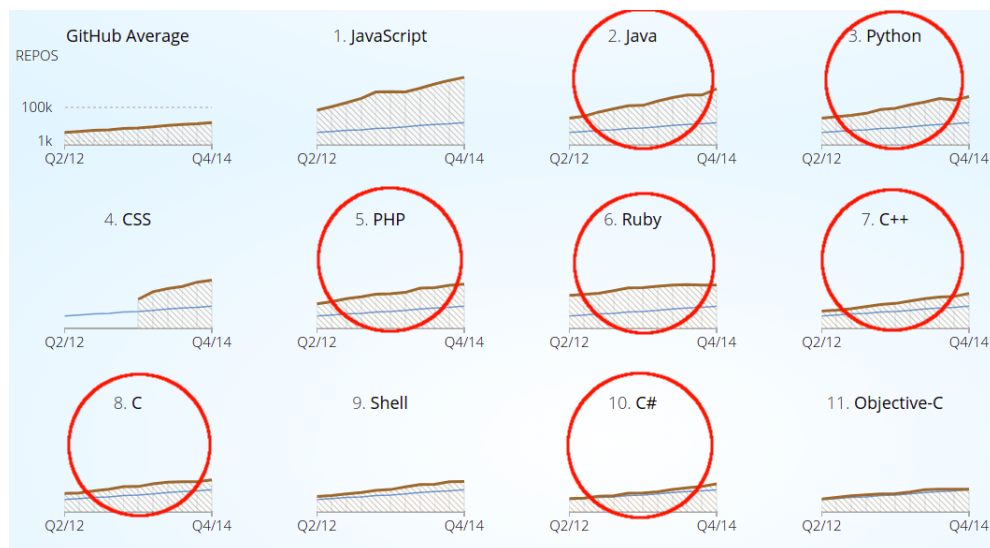 GitHub Average
REPOS
100k
1k
Q2/12 Q4/14
1. JavaScript
Q2/12 Q4/14
2. Java
Q2/12 Q4/14
3. Python
Q2/12 Q4/14
4. CSS
Q2/12 Q4/14
5. PHP
Q2/12 Q4/14
6. Ruby
Q2/12 Q4/14
7. C++
Q2/12 Q4/14
8. C
Q2/12 Q4/14
9. Shell
Q2/12 Q4/14
10. C#
Q2/12 Q4/14
11. Objective-C
Q2/12 Q4/14